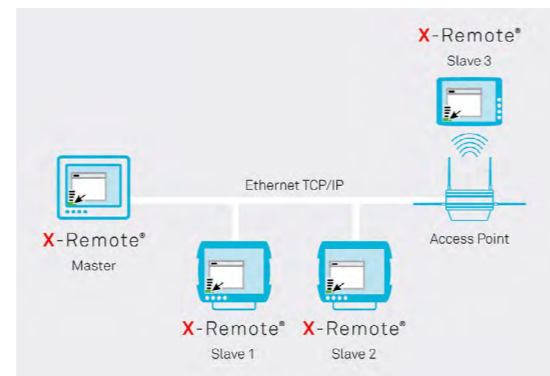 X-Remote®
Slave 3
Ethernet TCP/IP
X-Remote®
Master
Access Point
X-Remote®
Slave 1
X-Remote®
Slave 2